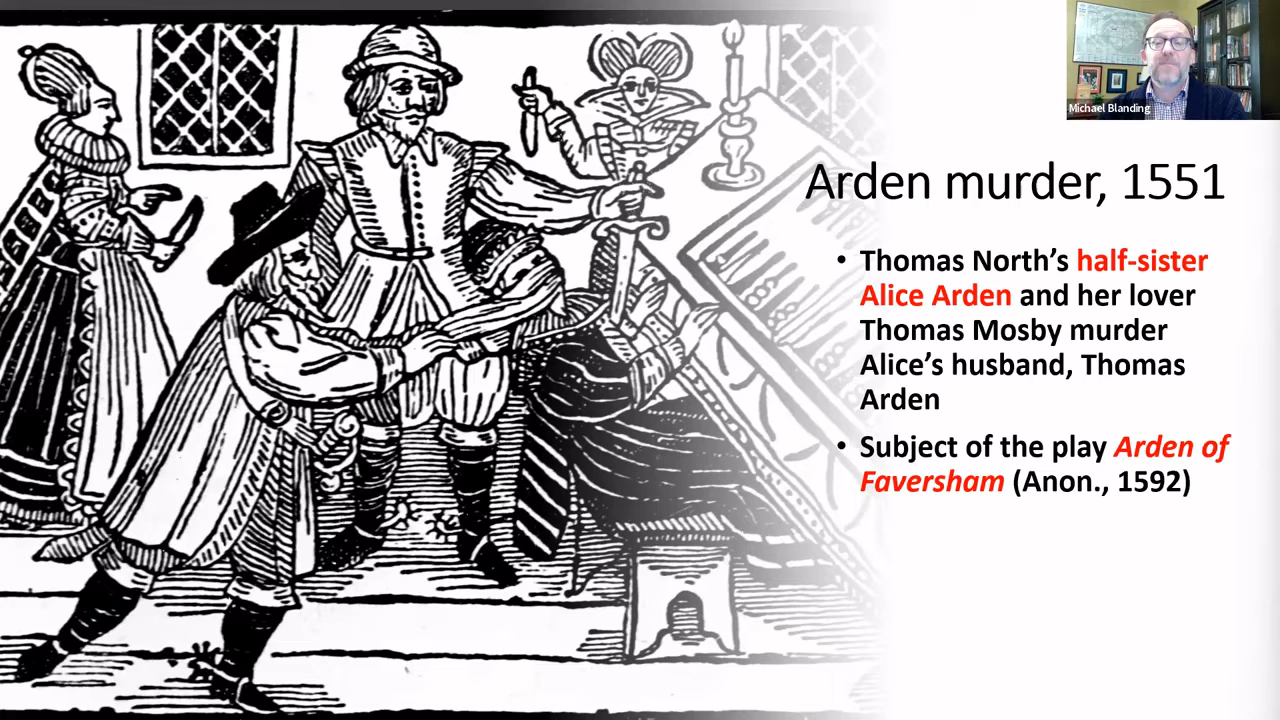 Michael Blanding
Arden murder, 1551
• Thomas North’s half-sister
Alice Arden and her lover
Thomas Mosby murder
Alice’s husband, Thomas
Arden
• Subject of the play Arden of
Faversham (Anon., 1592)